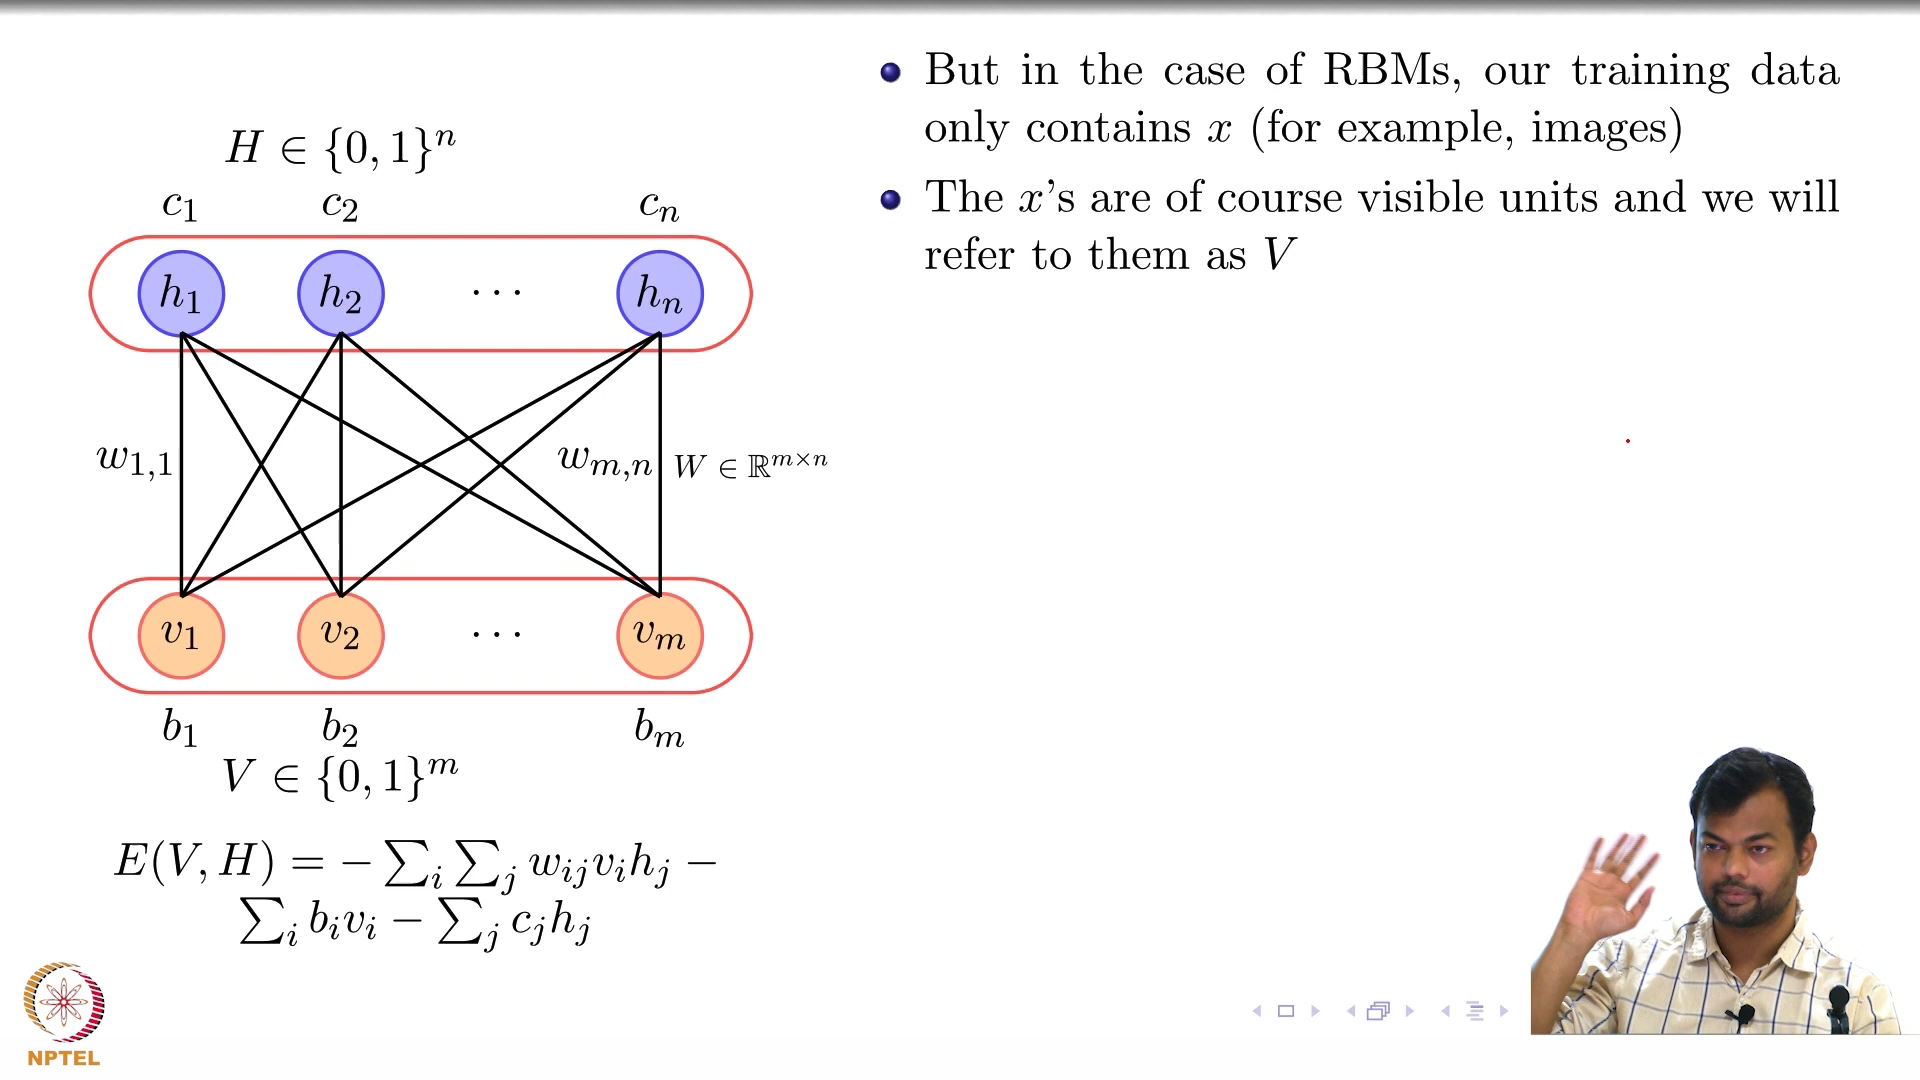 H ∈ {0, 1}ⁿ
c₁ c₂ cₙ
h₁ h₂ ··· hₙ
w₁,₁ wₘ,ₙ W ∈ ℝᵐˣⁿ
v₁ v₂ ··· vₘ
b₁ b₂ bₘ
V ∈ {0, 1}ᵐ
E(V, H) = − ∑ᵢ ∑ⱼ wᵢⱼvᵢhⱼ −
∑ᵢ bᵢvᵢ − ∑ⱼ cⱼhⱼ
But in the case of RBMs, our training data
only contains x (for example, images)
The x's are of course visible units and we will
refer to them as V
NPTEL